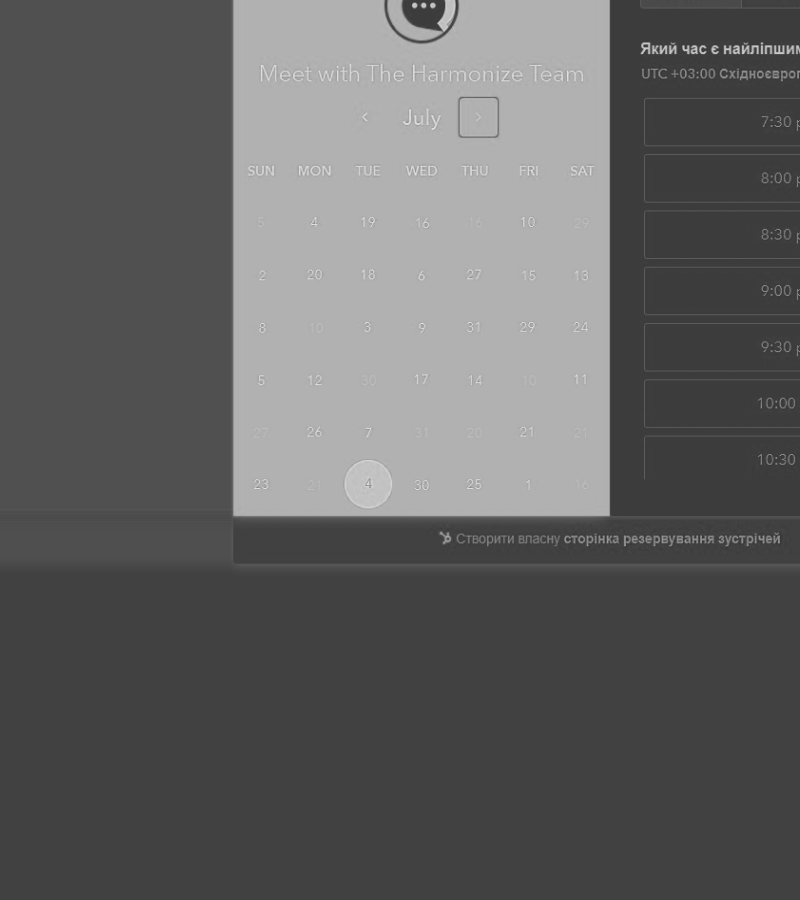 Meet with The Harmonize Team
July
SUN MON TUE WED THU FRI SAT
5 4 19 16 16 10 29
2 20 18 6 27 15 13
8 10 3 9 31 29 24
5 12 30 17 14 10 11
27 26 7 31 20 21 21
23 21 4 30 25 1 16
Який час є найліпшим
UTC +03:00 Східноєвроп
7:30 p
8:00 p
8:30 p
9:00 p
9:30 p
10:00
10:30
Створити власну сторінка резервування зустрічей